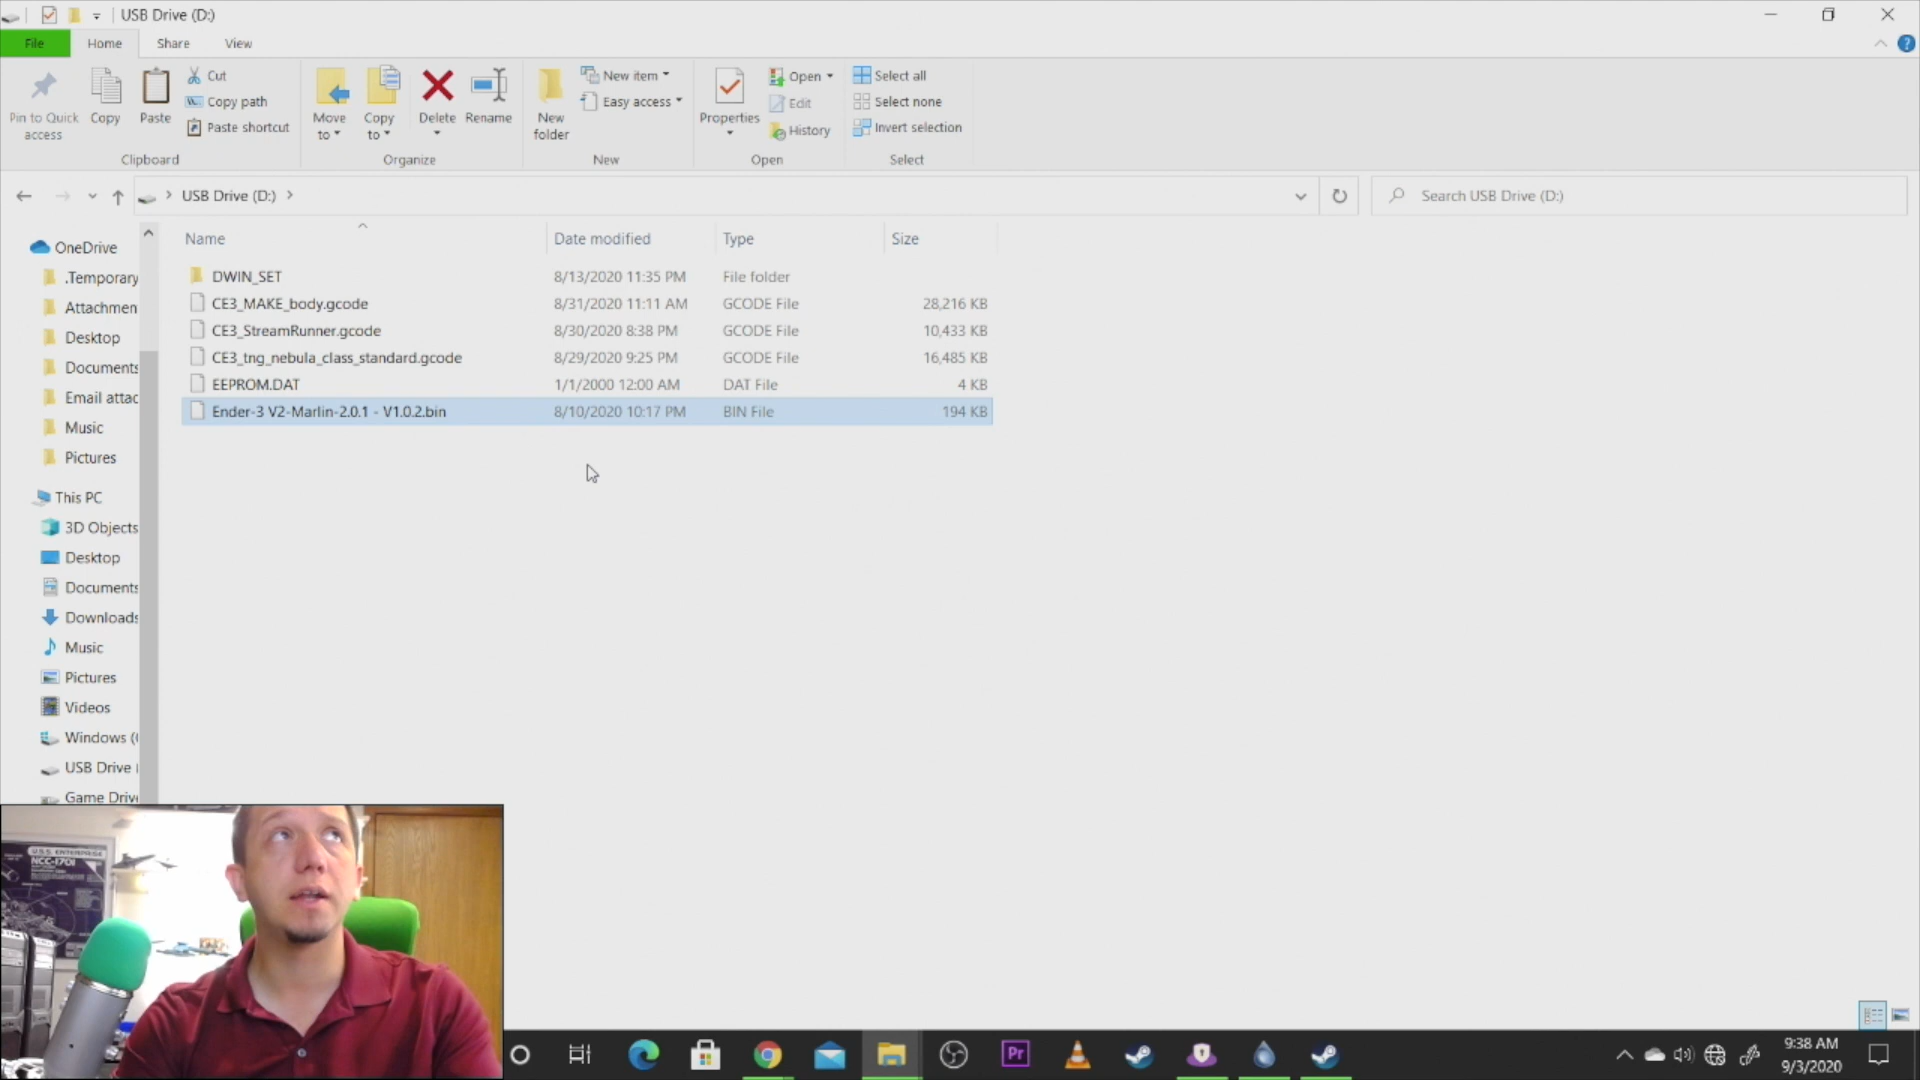 USB Drive (D:)
File Home Share View
Pin to Quick access
Copy
Paste
Cut
Copy path
Paste shortcut
Clipboard
Move to
Copy to
Delete
Rename
Organize
New folder
New item
Easy access
New
Properties
Open
Edit
History
Open
Select all
Select none
Invert selection
Select
USB Drive (D:)
Search USB Drive (D:)
Name Date modified Type Size
DWIN_SET 8/13/2020 11:35 PM File folder
CE3_MAKE_body.gcode 8/31/2020 11:11 AM GCODE File 28,216 KB
CE3_StreamRunner.gcode 8/30/2020 8:38 PM GCODE File 10,433 KB
CE3_tng_nebula_class_standard.gcode 8/29/2020 9:25 PM GCODE File 16,485 KB
EEPROM.DAT 1/1/2000 12:00 AM DAT File 4 KB
Ender-3 V2-Marlin-2.0.1 - V1.0.2.bin 8/10/2020 10:17 PM BIN File 194 KB
OneDrive
.Temporary
Attachmen
Desktop
Documents
Email attac
Music
Pictures
This PC
3D Objects
Desktop
Documents
Downloads
Music
Pictures
Videos
Windows (
USB Drive
Game Driv
U.S.S. ENTERPRISE
NCC-1701
Pr
9:38 AM
9/3/2020